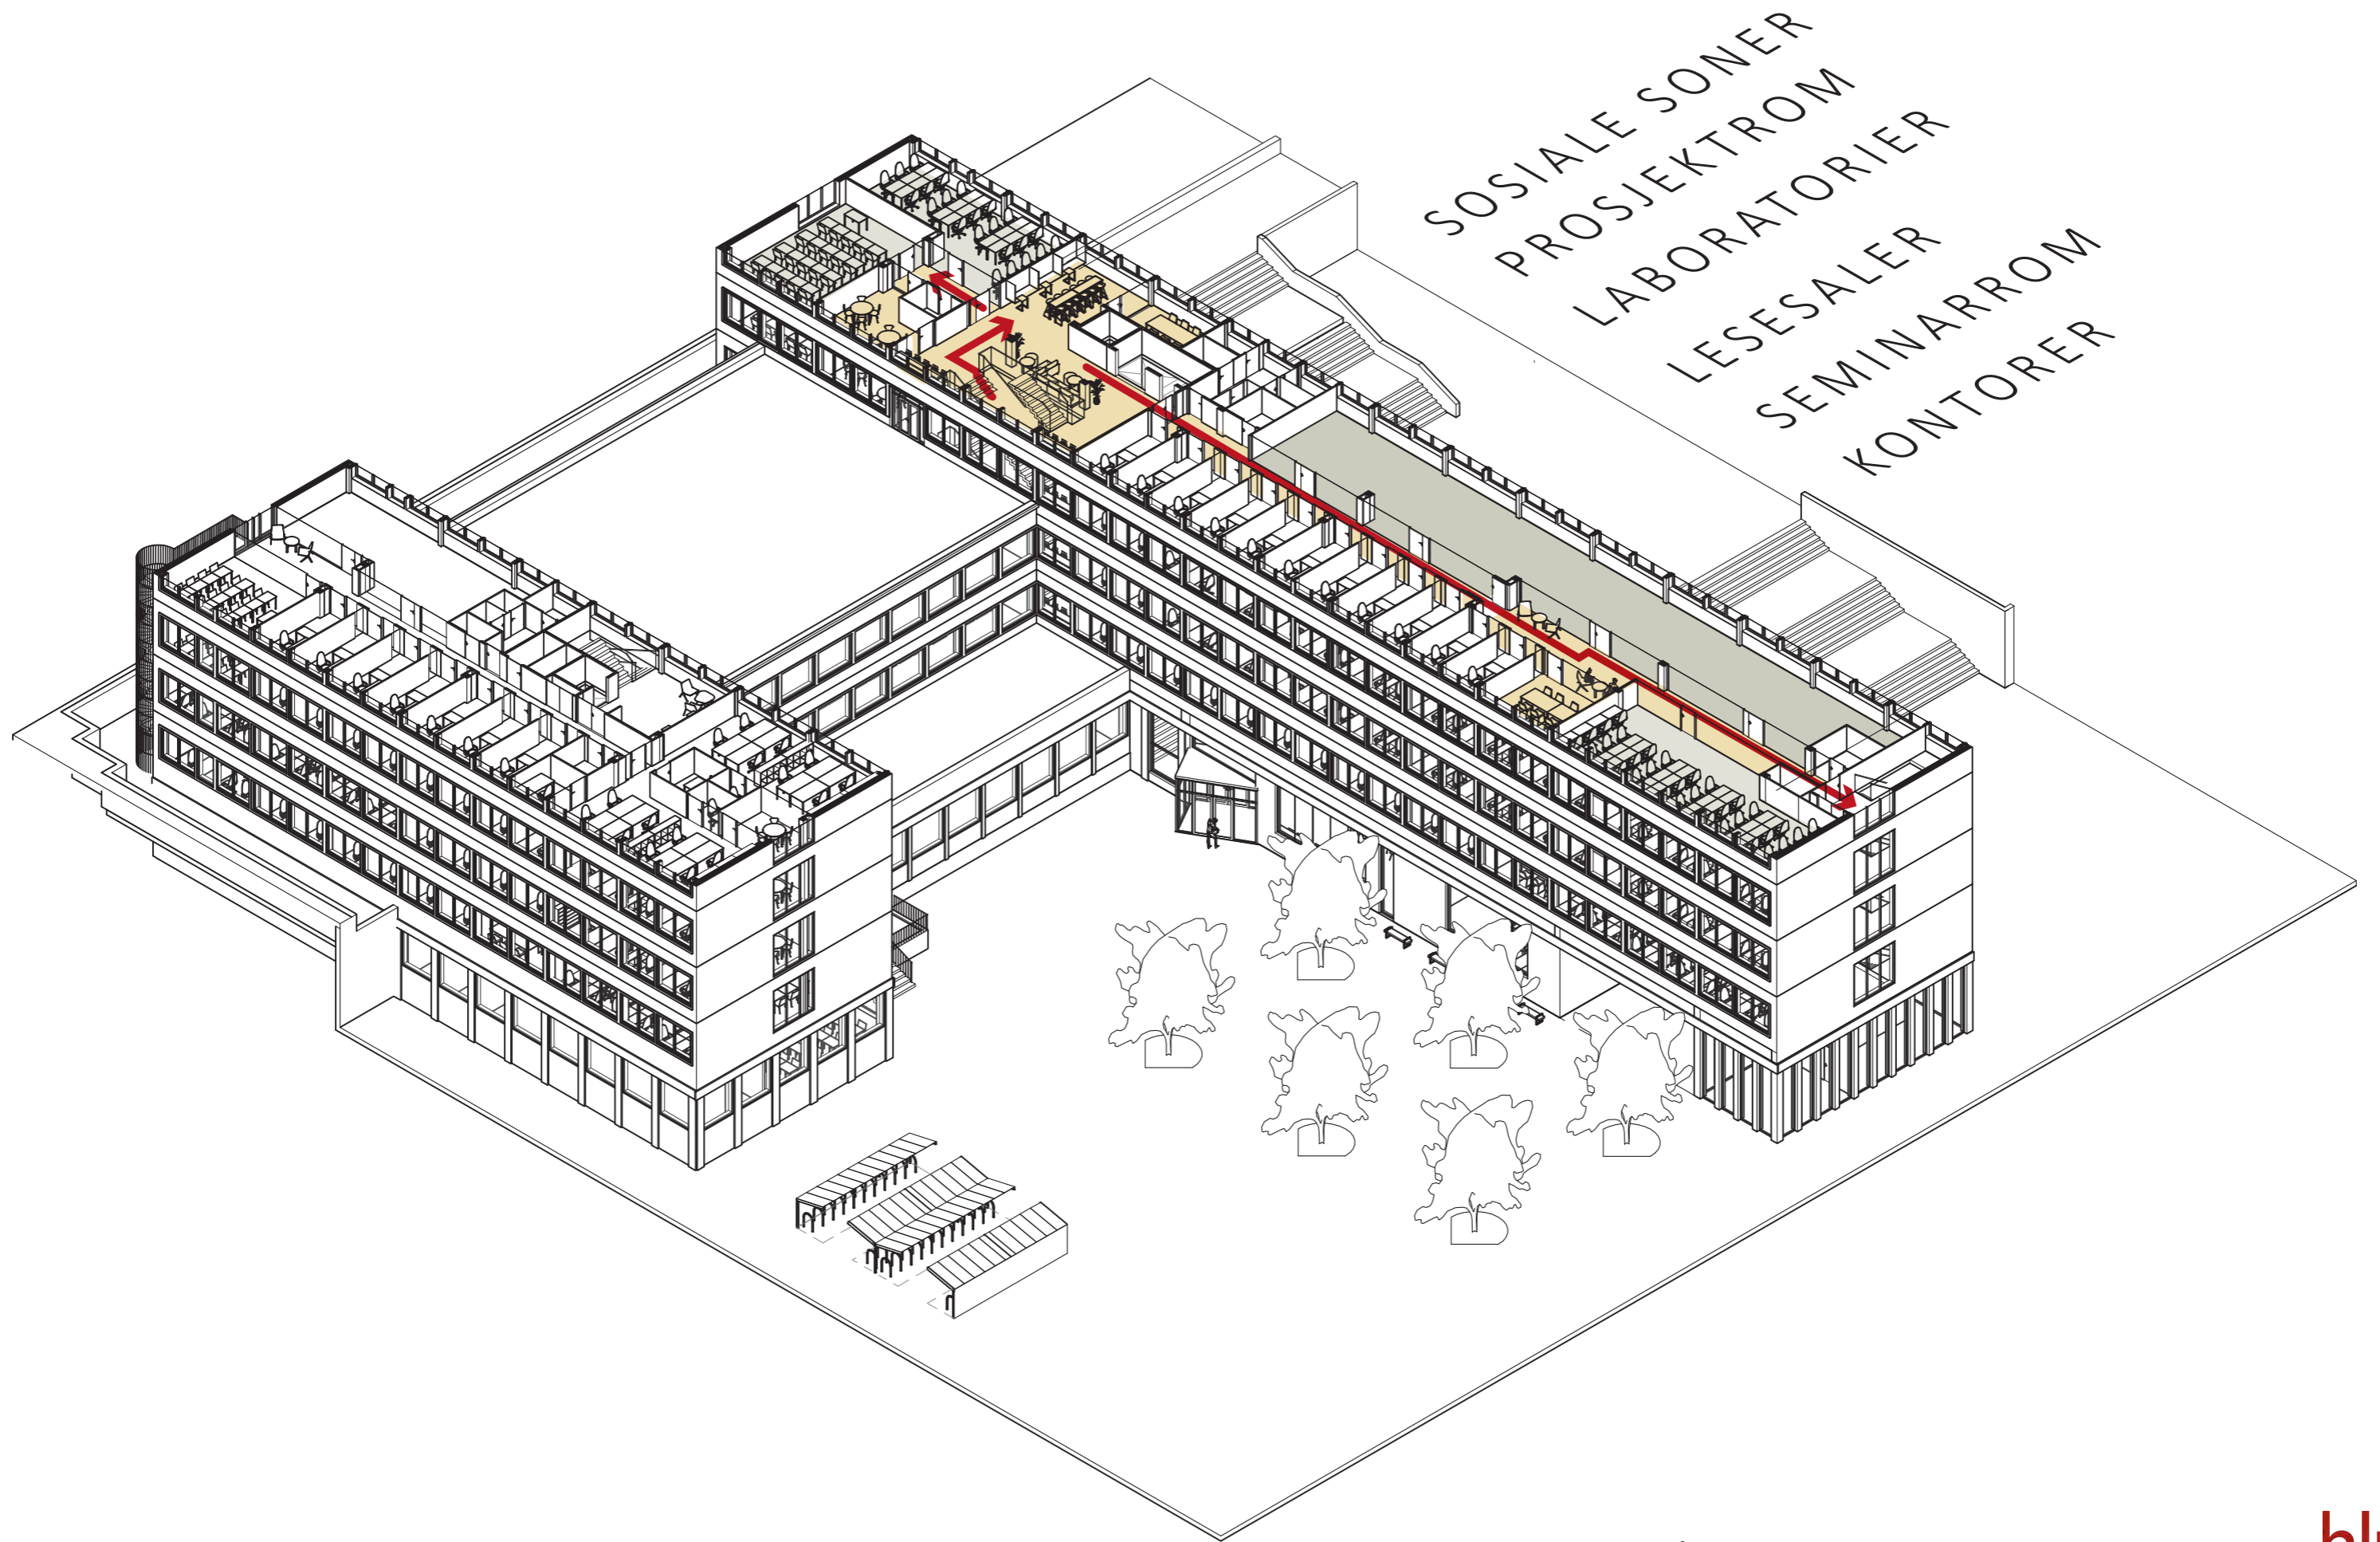 SOSIALE SONER
PROSJEKTROM
LABORATORIER
LESESALER
SEMINARROM
KONTORER